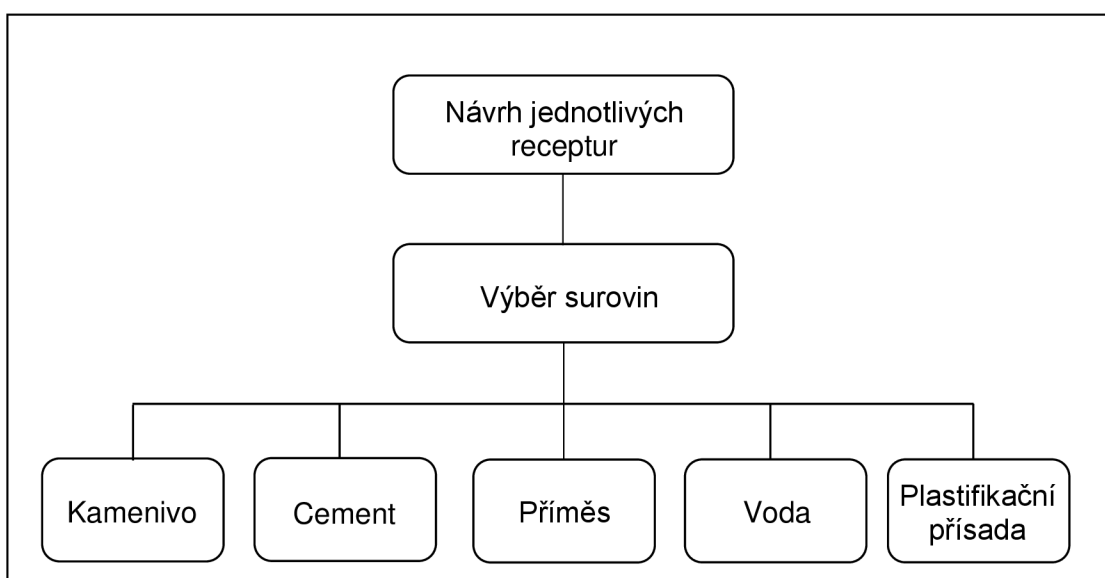 Návrh jednotlivých
receptur
Výběr surovin
Kamenivo
Cement
Příměs
Voda
Plastifikační
přísada